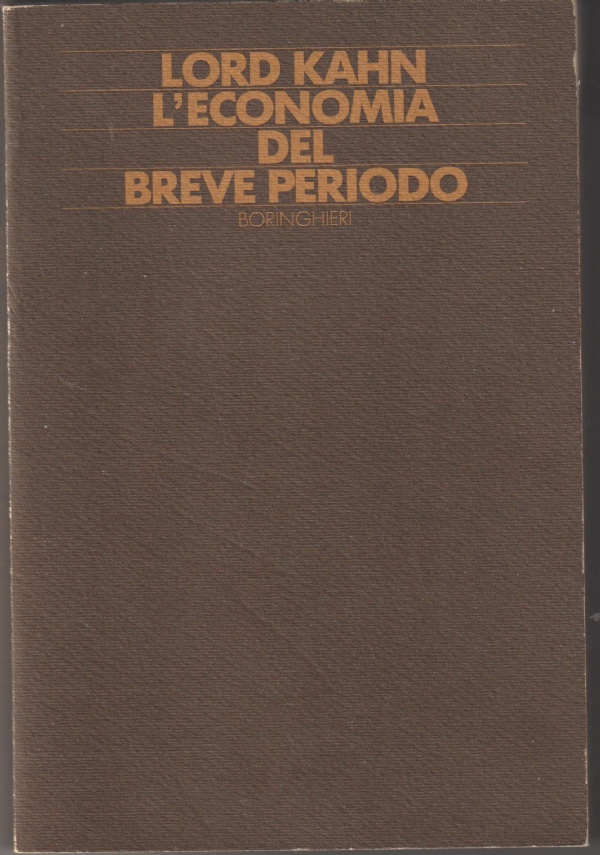 LORD KAHN
L'ECONOMIA
DEL
BREVE PERIODO
BORINGHIERI